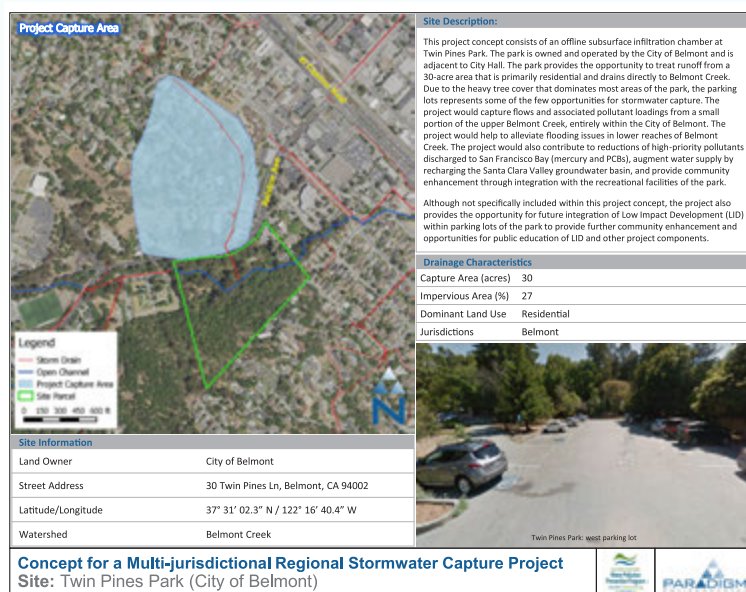 Project Capture Area
El Camino Real
Legend
Storm Drain
Open Channel
Project Capture Area
Site Parcel
0 150 300 450 600 ft
N
Site Description:
This project concept consists of an offline subsurface infiltration chamber at
Twin Pines Park. The park is owned and operated by the City of Belmont and is
adjacent to City Hall. The park provides the opportunity to treat runoff from a
30-acre area that is primarily residential and drains directly to Belmont Creek.
Due to the heavy tree cover that dominates most areas of the park, the parking
lots represents some of the few opportunities for stormwater capture. The
project would capture flows and associated pollutant loadings from a small
portion of the upper Belmont Creek, entirely within the City of Belmont. The
project would help to alleviate flooding issues in lower reaches of Belmont
Creek. The project would also contribute to reductions of high-priority pollutants
discharged to San Francisco Bay (mercury and PCBs), augment water supply by
recharging the Santa Clara Valley groundwater basin, and provide community
enhancement through integration with the recreational facilities of the park.
Although not specifically included within this project concept, the project also
provides the opportunity for future integration of Low Impact Development (LID)
within parking lots of the park to provide further community enhancement and
opportunities for public education of LID and other project components.
Drainage Characteristics
Capture Area (acres) 30
Impervious Area (%) 27
Dominant Land Use Residential
Jurisdictions Belmont
Twin Pines Park: west parking lot
Site Information
Land Owner City of Belmont
Street Address 30 Twin Pines Ln, Belmont, CA 94002
Latitude/Longitude 37° 31’ 02.3” N / 122° 16’ 40.4” W
Watershed Belmont Creek
Concept for a Multi-jurisdictional Regional Stormwater Capture Project
Site: Twin Pines Park (City of Belmont)
PARADIGM